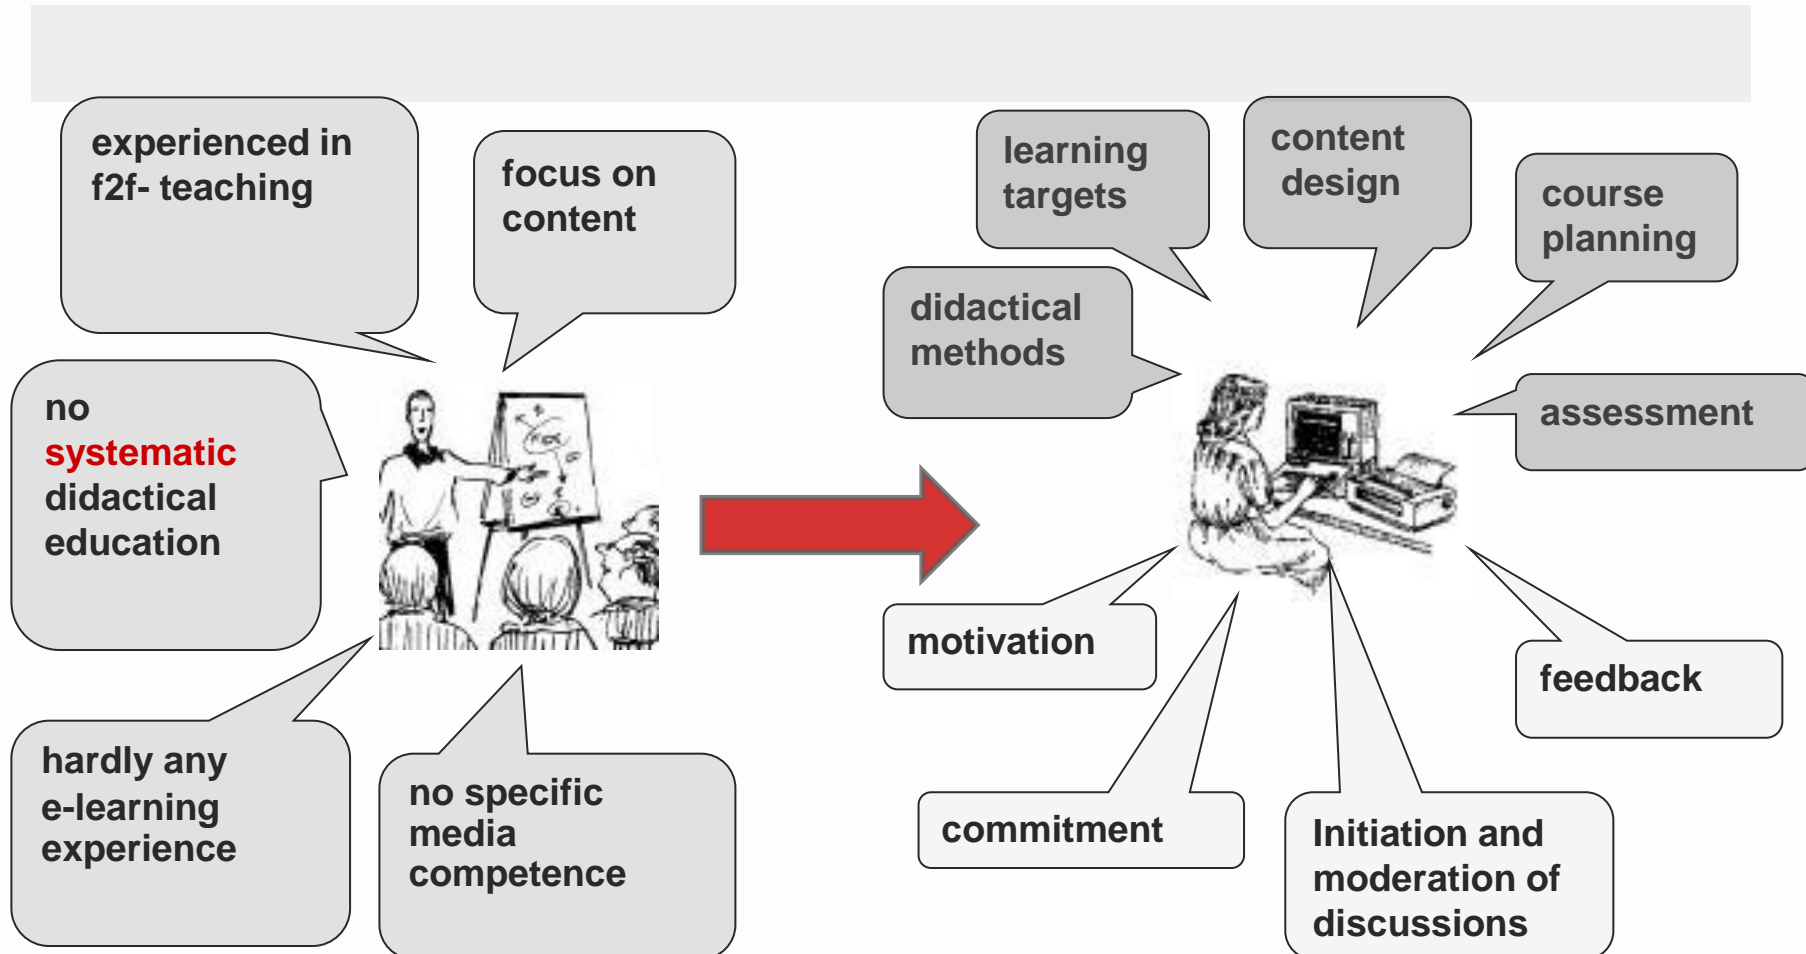 experienced in
f2f- teaching
focus on
content
no
systematic
didactical
education
hardly any
e-learning
experience
no specific
media
competence
learning
targets
content
design
course
planning
didactical
methods
assessment
motivation
feedback
commitment
Initiation and
moderation of
discussions